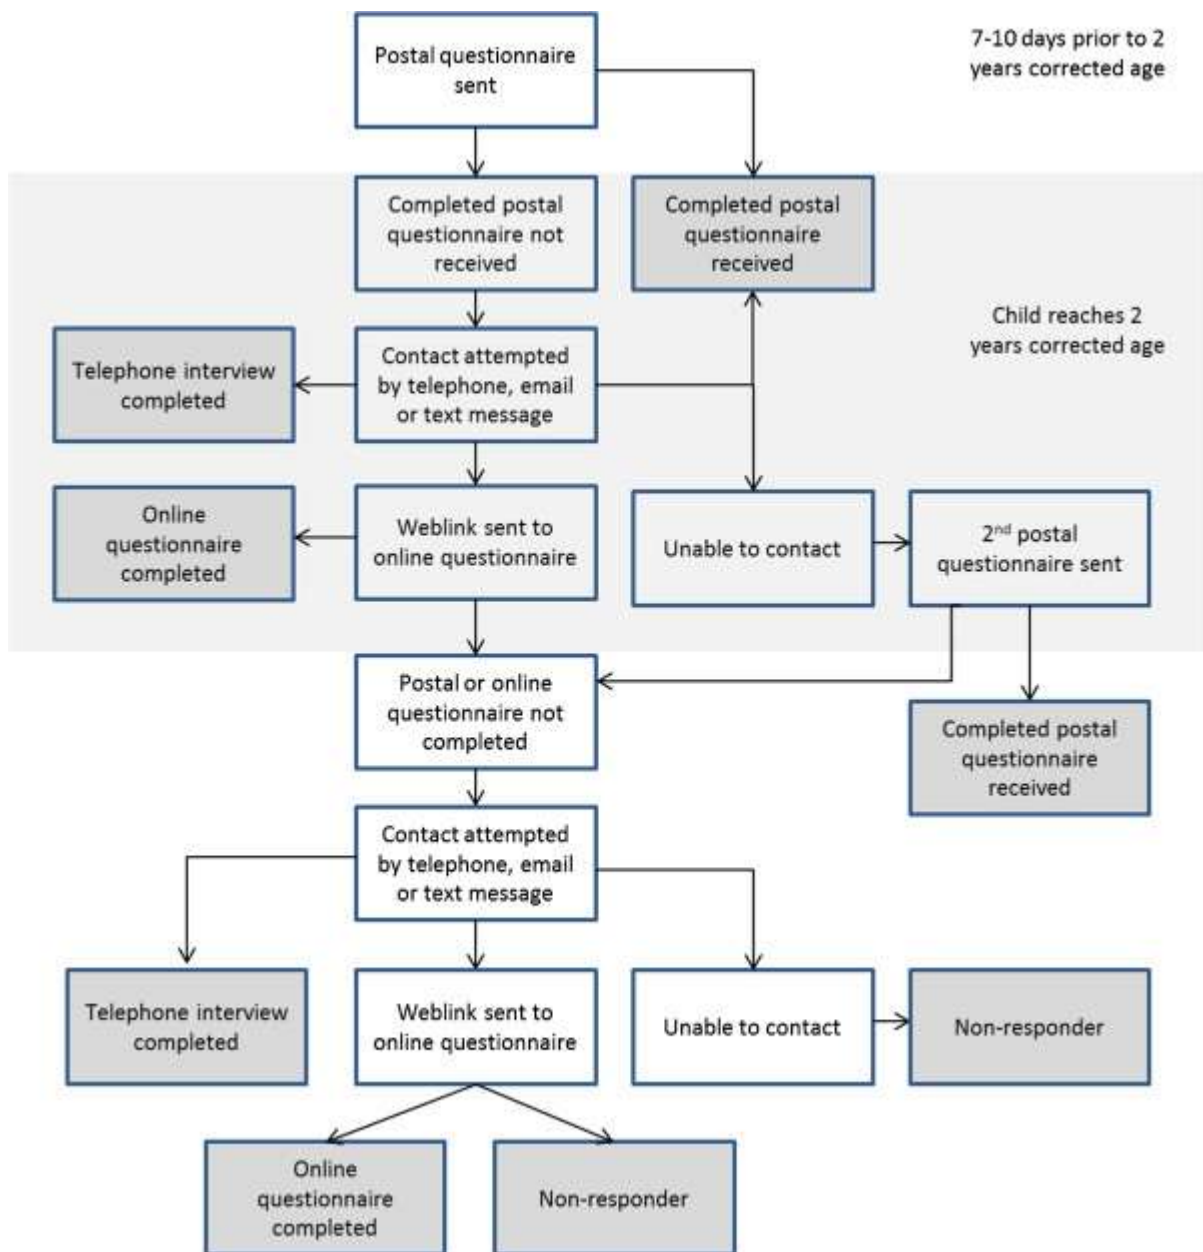 Postal questionnaire
sent
7-10 days prior to 2
years corrected age
Completed postal
questionnaire not
received
Completed postal
questionnaire
received
Child reaches 2
years corrected age
Telephone interview
completed
Contact attempted
by telephone, email
or text message
Online
questionnaire
completed
Weblink sent to
online questionnaire
Unable to contact
2nd postal
questionnaire sent
Postal or online
questionnaire not
completed
Completed postal
questionnaire
received
Contact attempted
by telephone, email
or text message
Telephone interview
completed
Weblink sent to
online questionnaire
Unable to contact
Non-responder
Online
questionnaire
completed
Non-responder